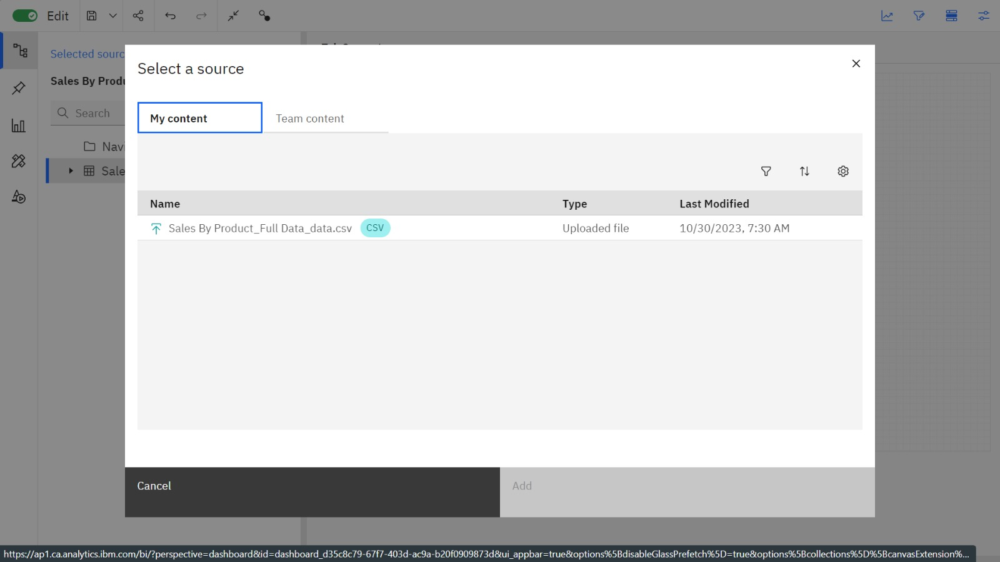 Edit
Selected sourc
Sales By Produ
Search
Navi
Sale
Select a source
My content
Team content
Name
Type
Last Modified
Sales By Product_Full Data_data.csv
CSV
Uploaded file
10/30/2023, 7:30 AM
Cancel
Add
https://ap1.ca.analytics.ibm.com/bi/?perspective=dashboard&id=dashboard_d35c8c79-67f7-403d-ac9a-b20f0909873d&ui_appbar=true&options%5BdisableGlassPrefetch%5D=true&options%5Bcollections%5D%5BcanvasExtension%...